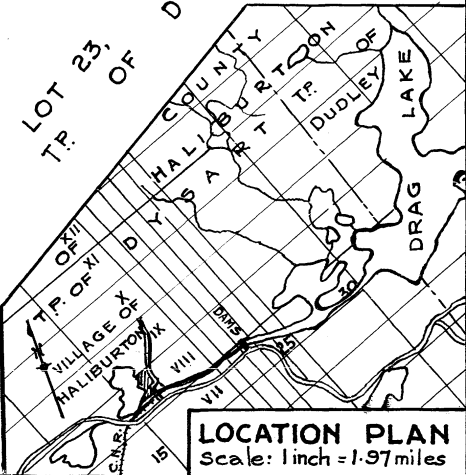 LOT 23,
TP. OF D
COUNTY
OF
HALIBURTON
TP. OF
DUDLEY
DRAG LAKE
TP. OF DYSART
XII
XI
X
IX
VIII
VII
VILLAGE OF
HALIBURTON
DAMS
30
25
15
C.N.R.
N
LOCATION PLAN
Scale: 1 inch = 1.97 miles